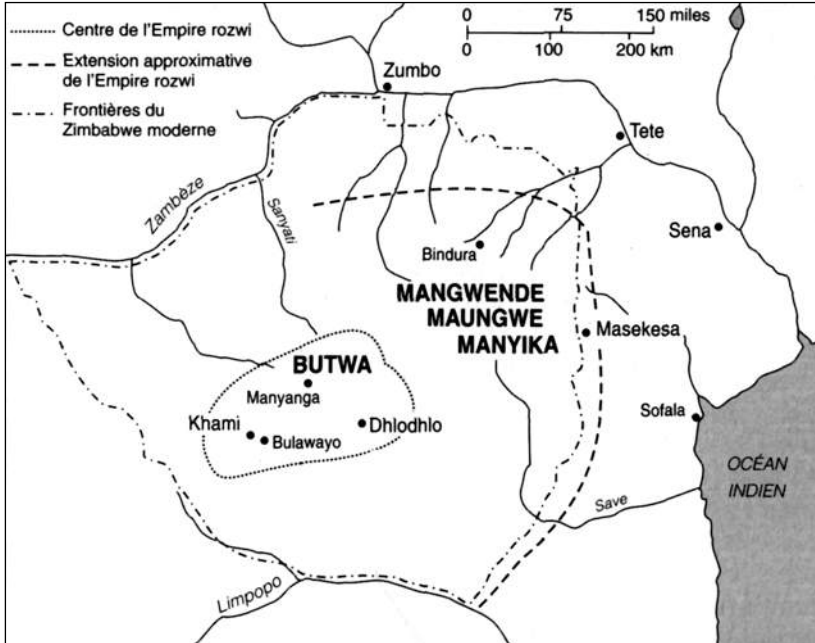 Centre de l'Empire rozwi
Extension approximative
de l'Empire rozwi
Frontières du
Zimbabwe moderne
0 75 150 miles
0 100 200 km
Zumbo
Tete
Zambèze
Sanyati
Sena
Bindura
MANGWENDE
MAUNGWE
MANYIKA
Masekesa
BUTWA
Manyanga
Khami
Bulawayo
Dhlodhlo
Sofala
OCÉAN
INDIEN
Save
Limpopo